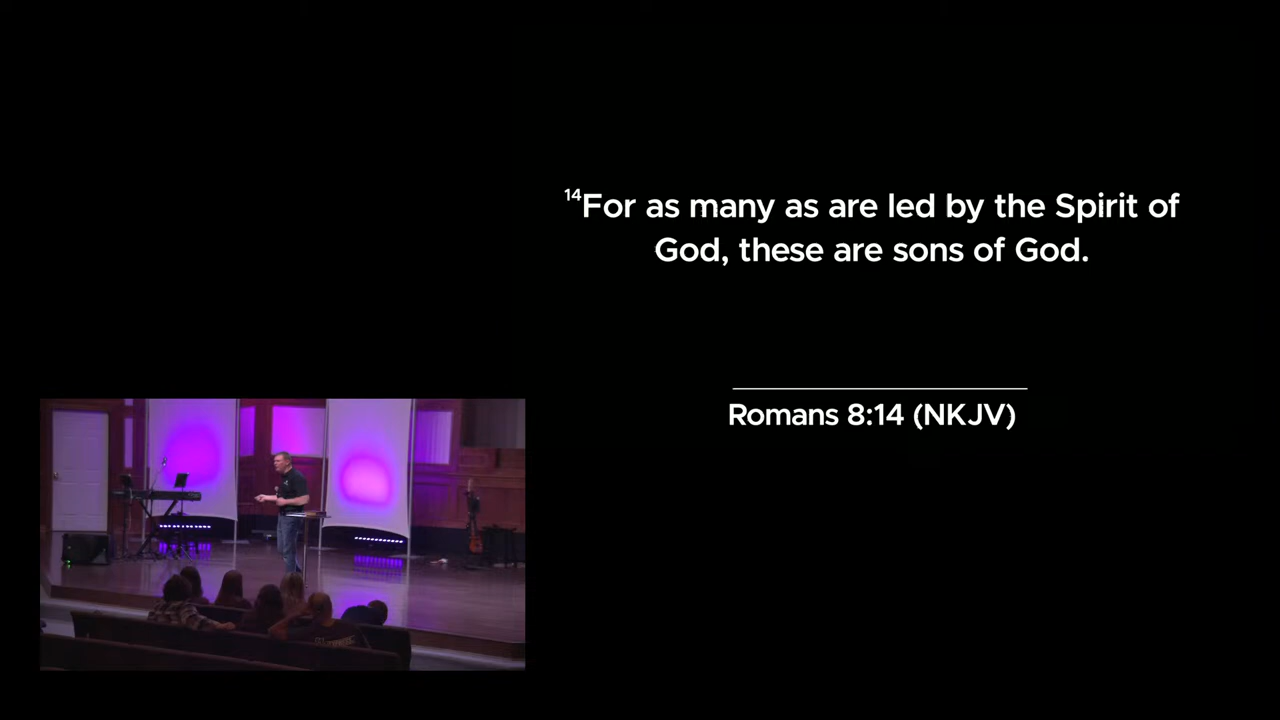 ¹⁴For as many as are led by the Spirit of
God, these are sons of God.
Romans 8:14 (NKJV)